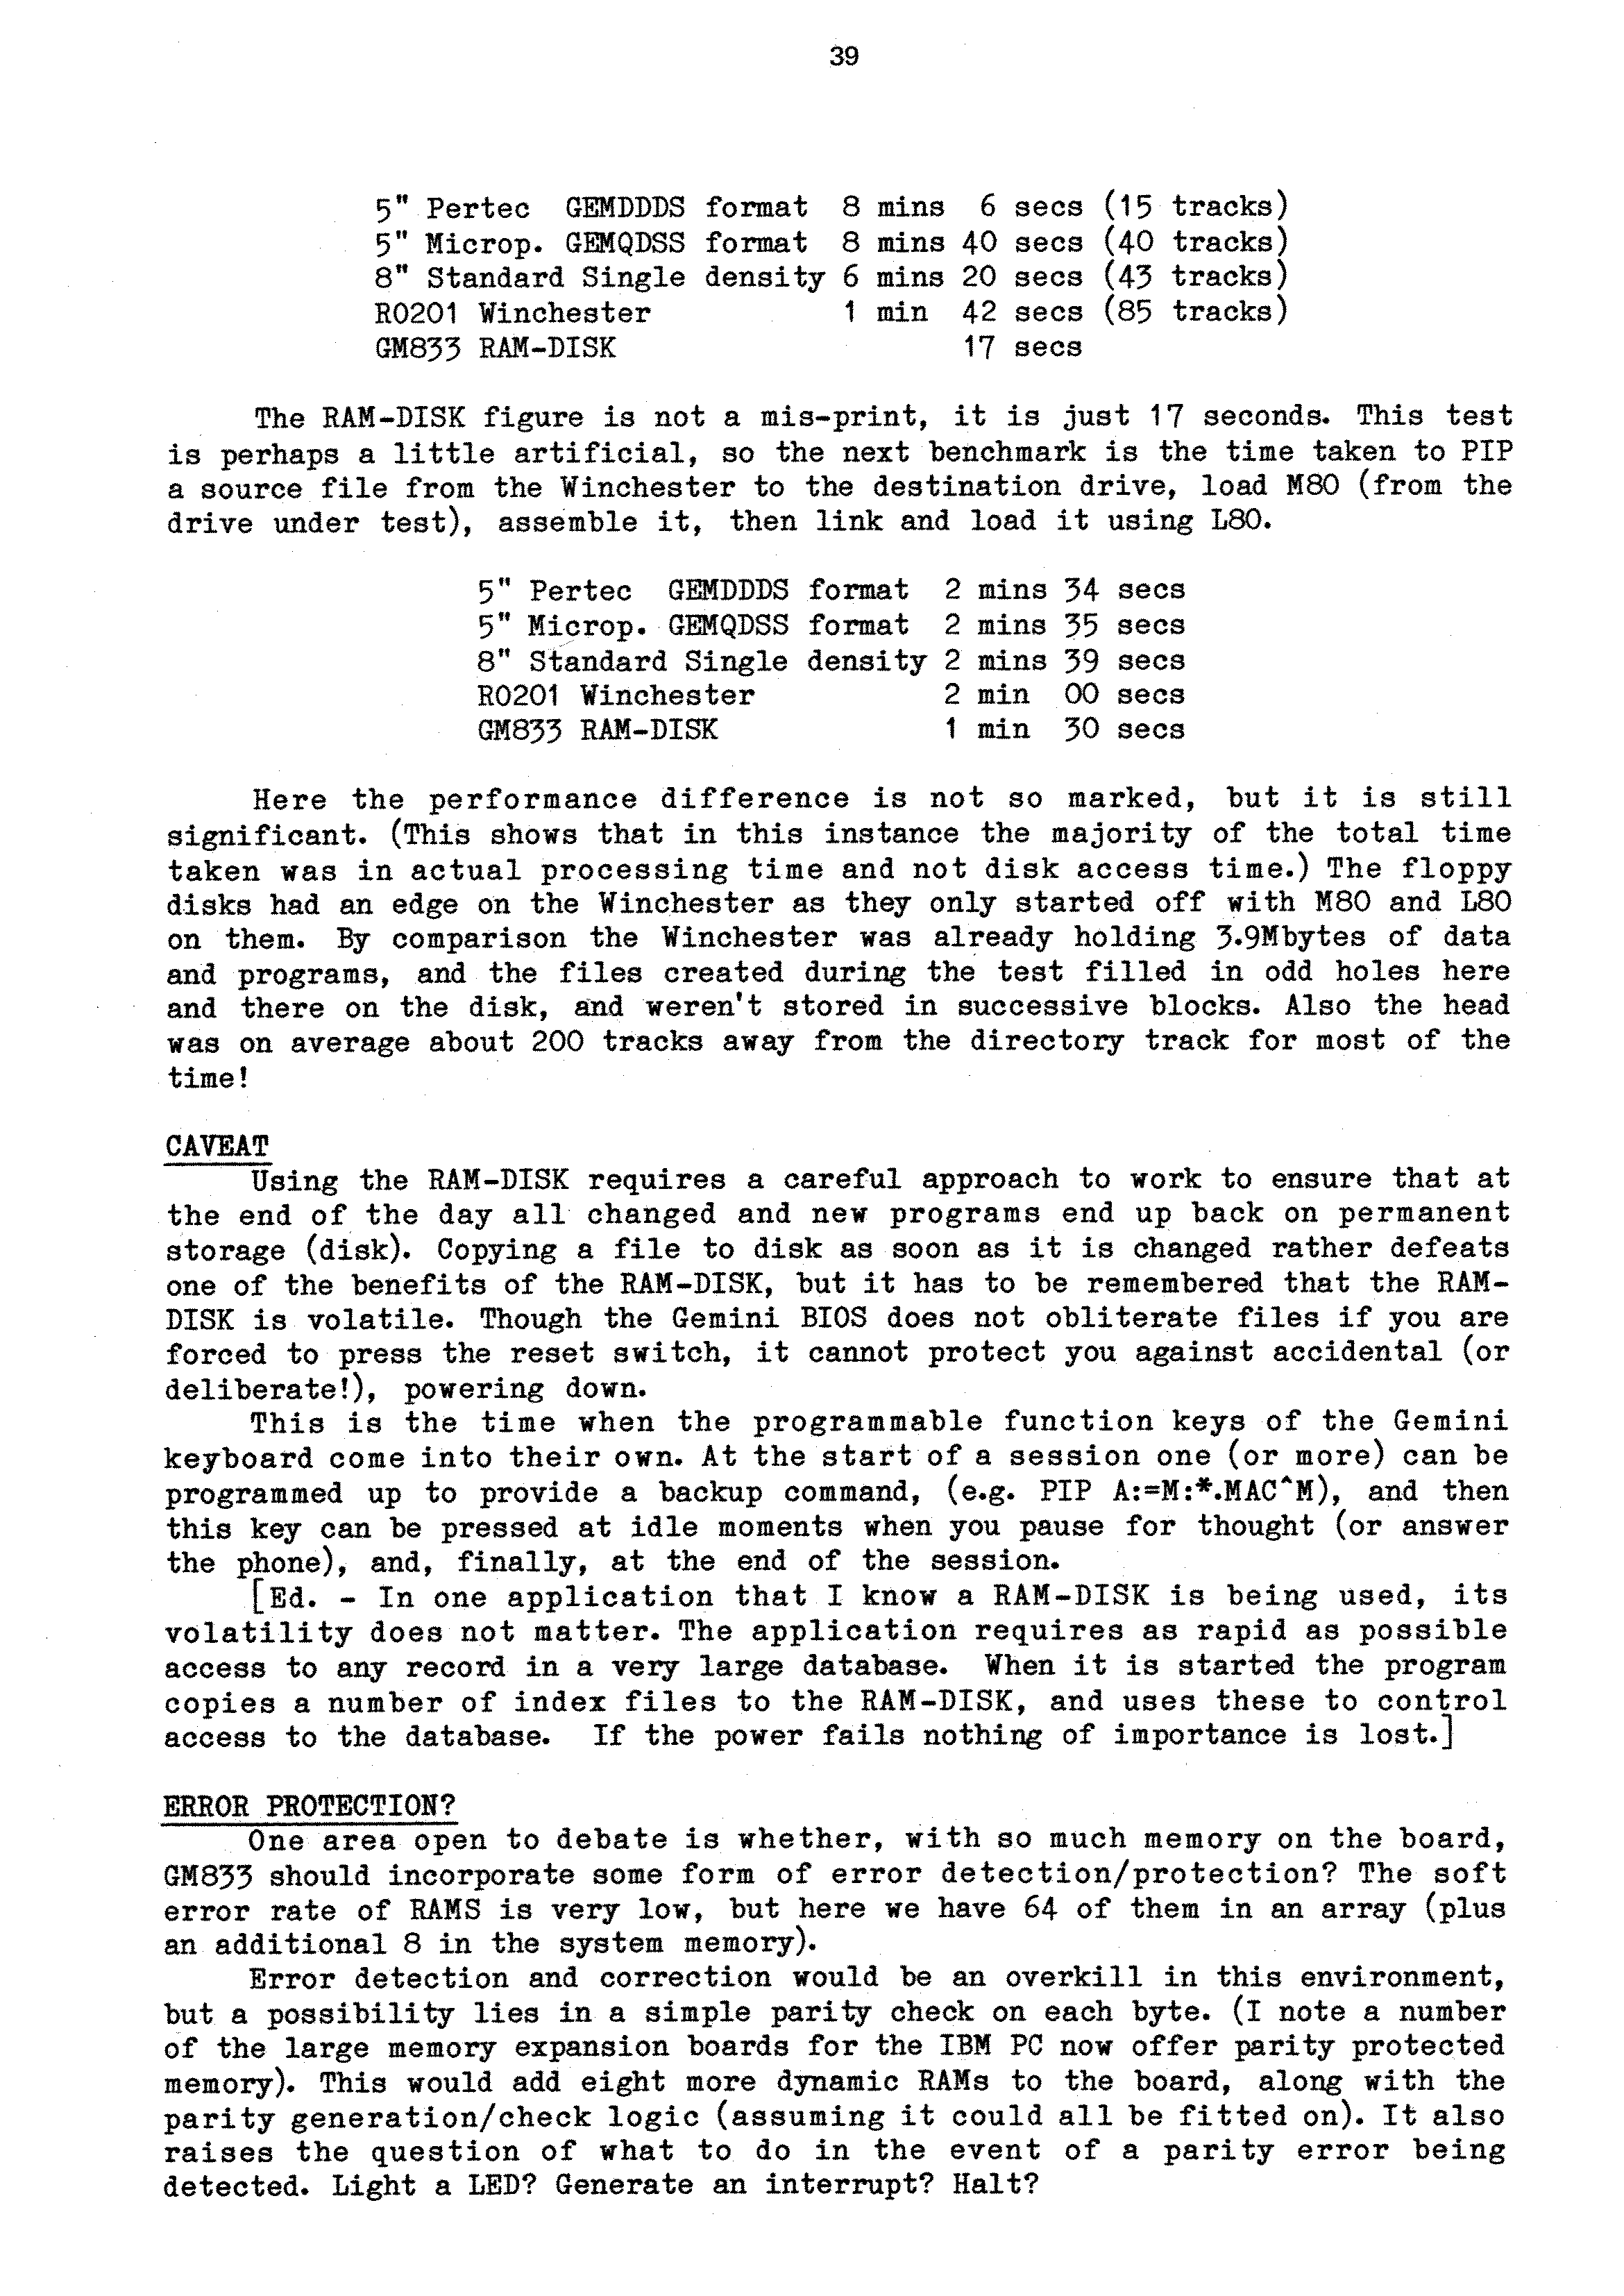 39
5" Pertec  GEMDDDS format  8 mins  6 secs (15 tracks)
5" Microp. GEMQDSS format  8 mins 40 secs (40 tracks)
8" Standard Single density 6 mins 20 secs (43 tracks)
RO201 Winchester           1 min  42 secs (85 tracks)
GM833 RAM-DISK                    17 secs
The RAM-DISK figure is not a mis-print, it is just 17 seconds. This test
is perhaps a little artificial, so the next benchmark is the time taken to PIP
a source file from the Winchester to the destination drive, load M80 (from the
drive under test), assemble it, then link and load it using L80.
5" Pertec  GEMDDDS format  2 mins 34 secs
5" Microp. GEMQDSS format  2 mins 35 secs
8" Standard Single density 2 mins 39 secs
RO201 Winchester           2 min  00 secs
GM833 RAM-DISK             1 min  30 secs
Here the performance difference is not so marked, but it is still
significant. (This shows that in this instance the majority of the total time
taken was in actual processing time and not disk access time.) The floppy
disks had an edge on the Winchester as they only started off with M80 and L80
on them. By comparison the Winchester was already holding 3.9Mbytes of data
and programs, and the files created during the test filled in odd holes here
and there on the disk, and weren't stored in successive blocks. Also the head
was on average about 200 tracks away from the directory track for most of the
time!
CAVEAT
Using the RAM-DISK requires a careful approach to work to ensure that at
the end of the day all changed and new programs end up back on permanent
storage (disk). Copying a file to disk as soon as it is changed rather defeats
one of the benefits of the RAM-DISK, but it has to be remembered that the RAM-
DISK is volatile. Though the Gemini BIOS does not obliterate files if you are
forced to press the reset switch, it cannot protect you against accidental (or
deliberate!), powering down.
This is the time when the programmable function keys of the Gemini
keyboard come into their own. At the start of a session one (or more) can be
programmed up to provide a backup command, (e.g. PIP A:=M:*.MAC^M), and then
this key can be pressed at idle moments when you pause for thought (or answer
the phone), and, finally, at the end of the session.
[Ed. - In one application that I know a RAM-DISK is being used, its
volatility does not matter. The application requires as rapid as possible
access to any record in a very large database.  When it is started the program
copies a number of index files to the RAM-DISK, and uses these to control
access to the database.  If the power fails nothing of importance is lost.]
ERROR PROTECTION?
One area open to debate is whether, with so much memory on the board,
GM833 should incorporate some form of error detection/protection? The soft
error rate of RAMS is very low, but here we have 64 of them in an array (plus
an additional 8 in the system memory).
Error detection and correction would be an overkill in this environment,
but a possibility lies in a simple parity check on each byte. (I note a number
of the large memory expansion boards for the IBM PC now offer parity protected
memory). This would add eight more dynamic RAMs to the board, along with the
parity generation/check logic (assuming it could all be fitted on). It also
raises the question of what to do in the event of a parity error being
detected. Light a LED? Generate an interrupt? Halt?